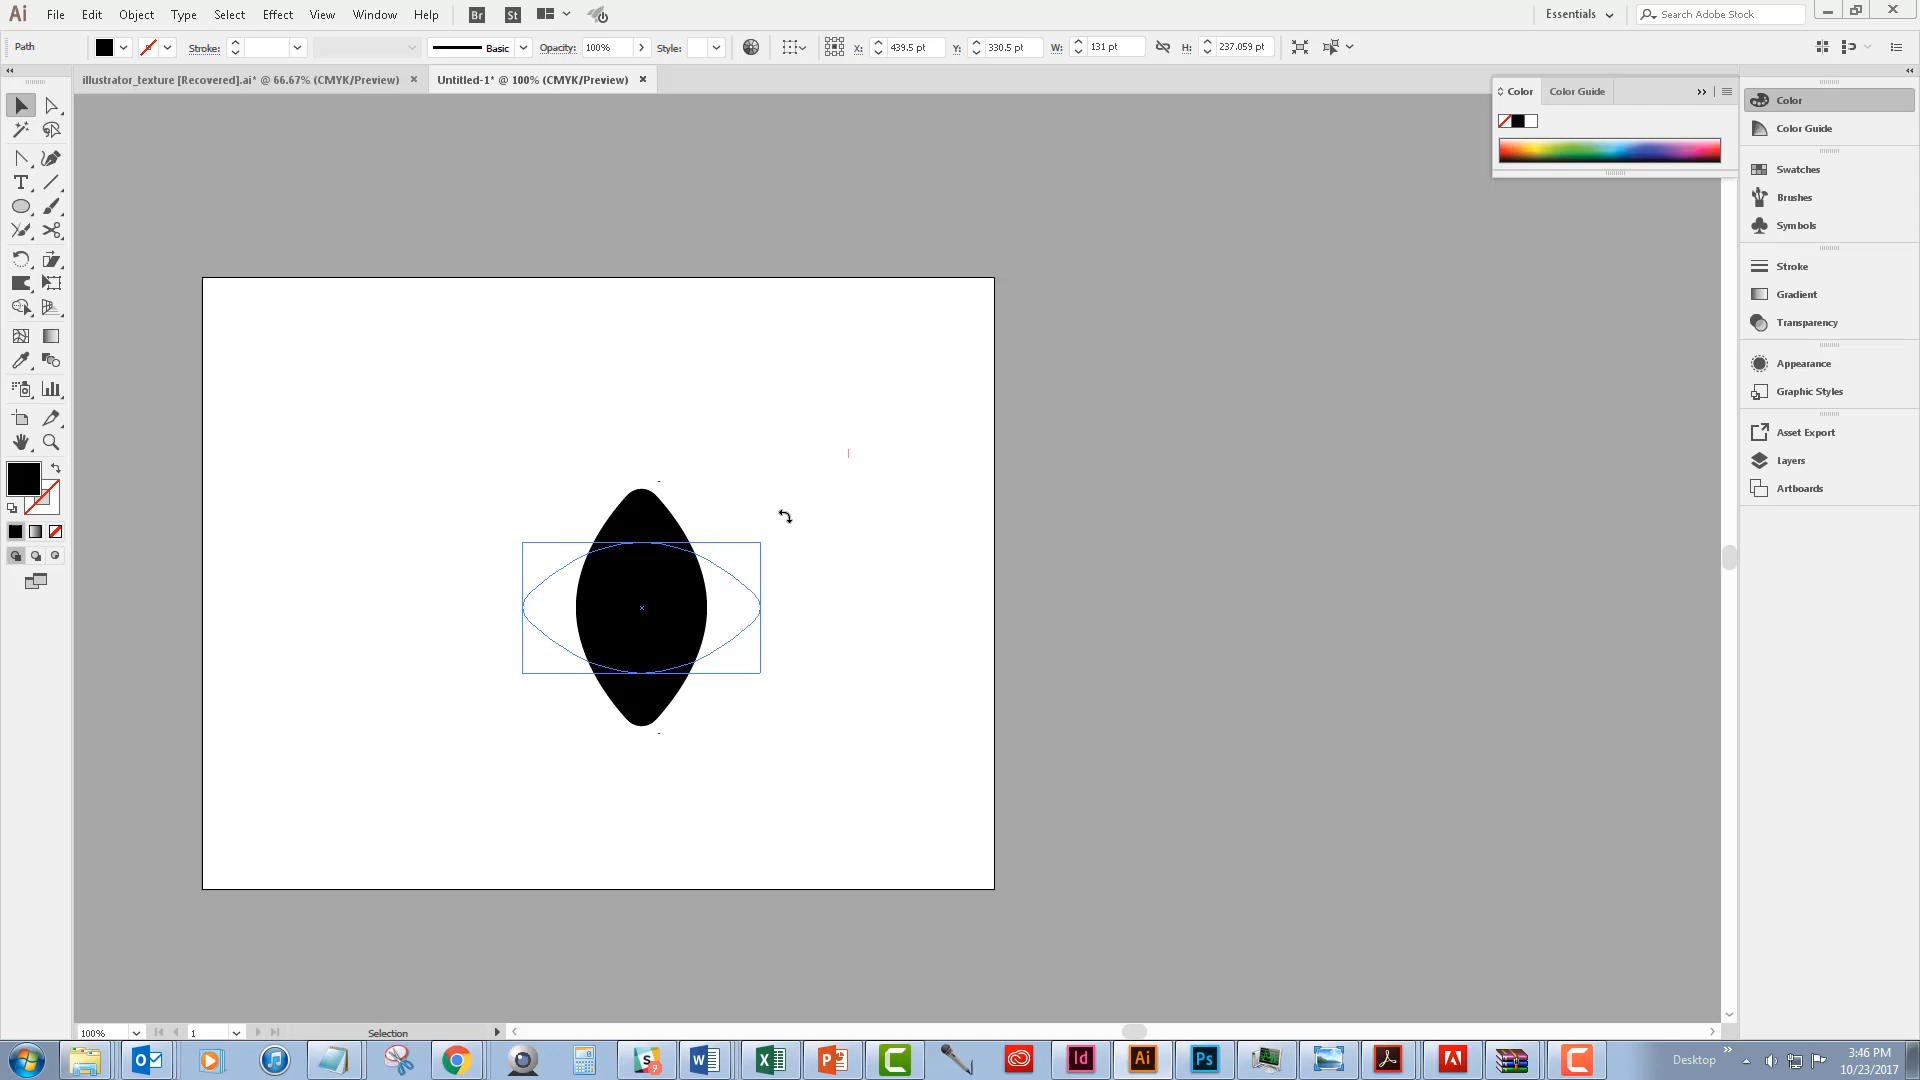 Ai File Edit Object Type Select Effect View Window Help Br St Essentials Search Adobe Stock
Path Stroke: Basic Opacity: 100% Style: X: 439.5 pt Y: 330.5 pt W: 131 pt H: 237.059 pt
illustrator_texture [Recovered].ai* @ 66.67% (CMYK/Preview) × Untitled-1* @ 100% (CMYK/Preview) ×
Color Color Guide
Color
Color Guide
Swatches
Brushes
Symbols
Stroke
Gradient
Transparency
Appearance
Graphic Styles
Asset Export
Layers
Artboards
100% 1 Selection
Desktop
3:46 PM
10/23/2017